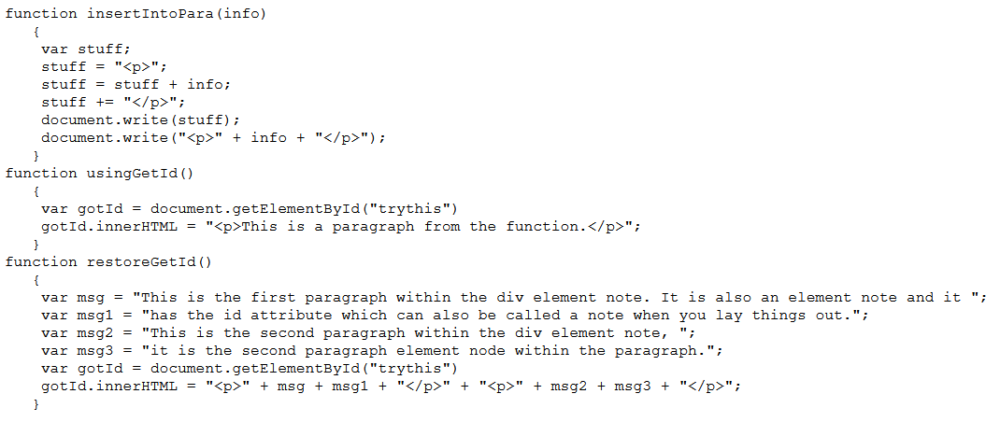 function insertIntoPara(info)
{
var stuff;
stuff = "<p>";
stuff = stuff + info;
stuff += "</p>";
document.write(stuff);
document.write("<p>" + info + "</p>");
}
function usingGetId()
{
var gotId = document.getElementById("trythis")
gotId.innerHTML = "<p>This is a paragraph from the function.</p>";
}
function restoreGetId()
{
var msg = "This is the first paragraph within the div element note. It is also an element note and it ";
var msg1 = "has the id attribute which can also be called a note when you lay things out.";
var msg2 = "This is the second paragraph within the div element note, ";
var msg3 = "it is the second paragraph element node within the paragraph.";
var gotId = document.getElementById("trythis")
gotId.innerHTML = "<p>" + msg + msg1 + "</p>" + "<p>" + msg2 + msg3 + "</p>";
}